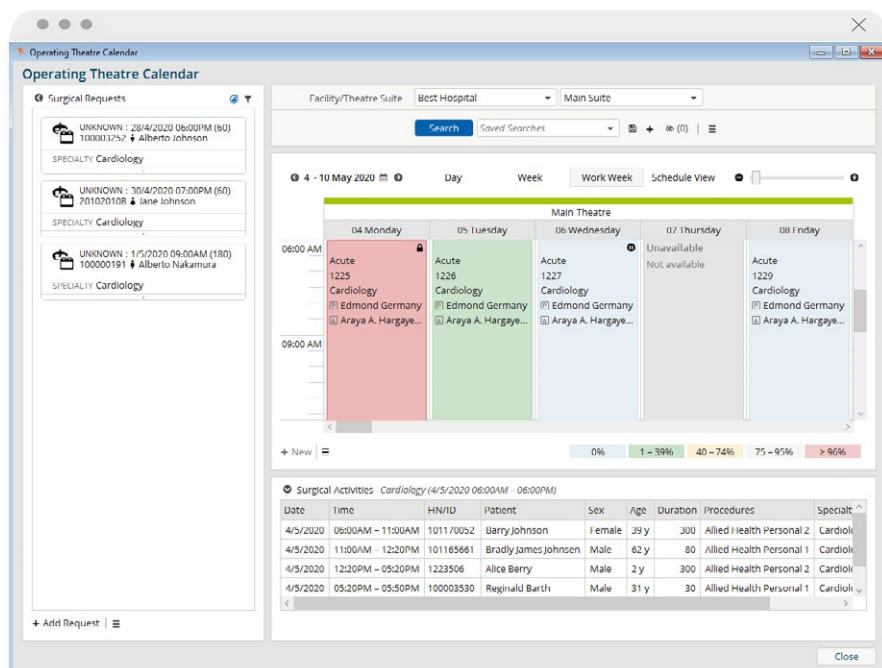 Operating Theatre Calendar
Operating Theatre Calendar
Surgical Requests
UNKNOWN : 28/4/2020 06:00PM (60)
100003252 Alberto Johnson
SPECIALTY Cardiology
UNKNOWN : 30/4/2020 07:00PM (60)
201020108 Jane Johnson
SPECIALTY Cardiology
UNKNOWN : 1/5/2020 09:00AM (180)
100000191 Alberto Nakamura
SPECIALTY Cardiology
+ Add Request
Facility/Theatre Suite Best Hospital Main Suite
Search Saved Searches + (0)
4 - 10 May 2020 Day Week Work Week Schedule View
Main Theatre
04 Monday 05 Tuesday 06 Wednesday 07 Thursday 08 Friday
06:00 AM
09:00 AM
Acute
1225
Cardiology
P Edmond Germany
A Araya A. Hargaye...
Acute
1226
Cardiology
P Edmond Germany
A Araya A. Hargaye...
Acute
1227
Cardiology
P Edmond Germany
A Araya A. Hargaye...
Unavailable
Not available
Acute
1229
Cardiology
P Edmond Germany
A Araya A. Hargaye...
+ New 0% 1 – 39% 40 – 74% 75 – 95% ≥ 96%
Surgical Activities Cardiology (4/5/2020 06:00AM - 06:00PM)
Date Time HN/ID Patient Sex Age Duration Procedures Specialt
4/5/2020 06:00AM – 11:00AM 101170052 Barry Johnson Female 39 y 300 Allied Health Personal 2 Cardiolo
4/5/2020 11:00AM – 12:20PM 101165661 Bradly James Johnsen Male 62 y 80 Allied Health Personal 1 Cardiolo
4/5/2020 12:20PM – 05:20PM 1223506 Alice Berry Male 2 y 300 Allied Health Personal 2 Cardiolo
4/5/2020 05:20PM – 05:50PM 100003530 Reginald Barth Male 31 y 30 Allied Health Personal 1 Cardiolo
Close